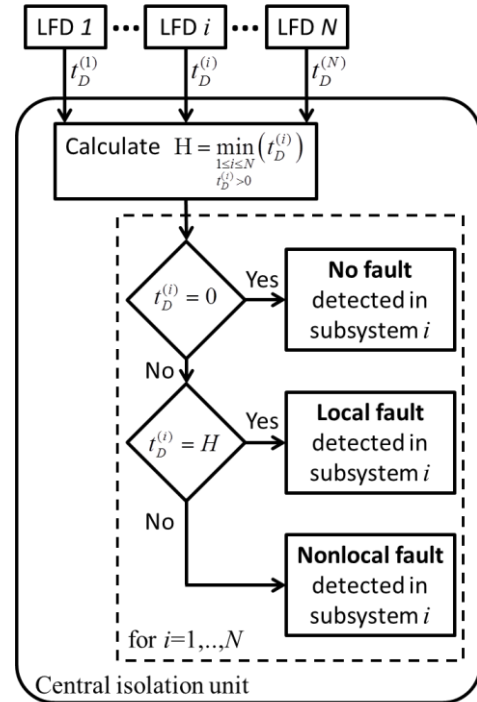 LFD 1 ••• LFD i ••• LFD N
t_D^{(1)} t_D^{(i)} t_D^{(N)}
Calculate H = min_{1≤i≤N, t_D^{(i)}>0} (t_D^{(i)})
t_D^{(i)} = 0
Yes
No fault
detected in
subsystem i
No
t_D^{(i)} = H
Yes
Local fault
detected in
subsystem i
No
Nonlocal fault
detected in
subsystem i
for i=1,..,N
Central isolation unit